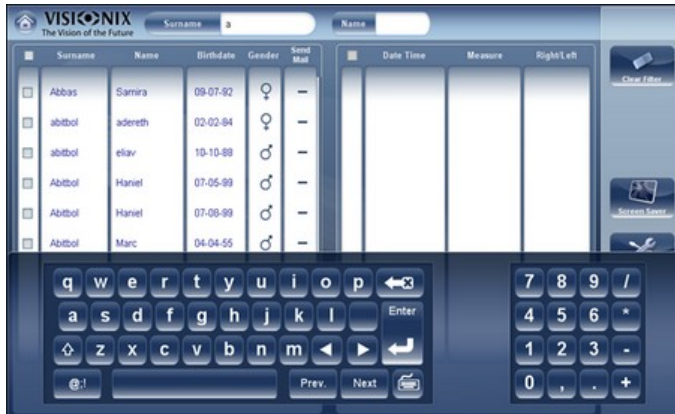 VISIONIX
The Vision of the Future
Surname a
Name
Surname Name Birthdate Gender Send Mail
Date Time Measure Right/Left
Clear Filter
Abbas Samira 09-07-92 ♀ –
abitbol adereth 02-02-84 ♀ –
abitbol eliav 10-10-88 ♂ –
Abitbol Haniel 07-05-99 ♂ –
Abitbol Haniel 07-08-99 ♂ –
Abitbol Marc 04-04-55 ♂ –
Screen Saver
q w e r t y u i o p
7 8 9 /
a s d f g h j k l Enter
4 5 6 *
z x c v b n m
1 2 3 -
@:! Prev. Next
0 , . +